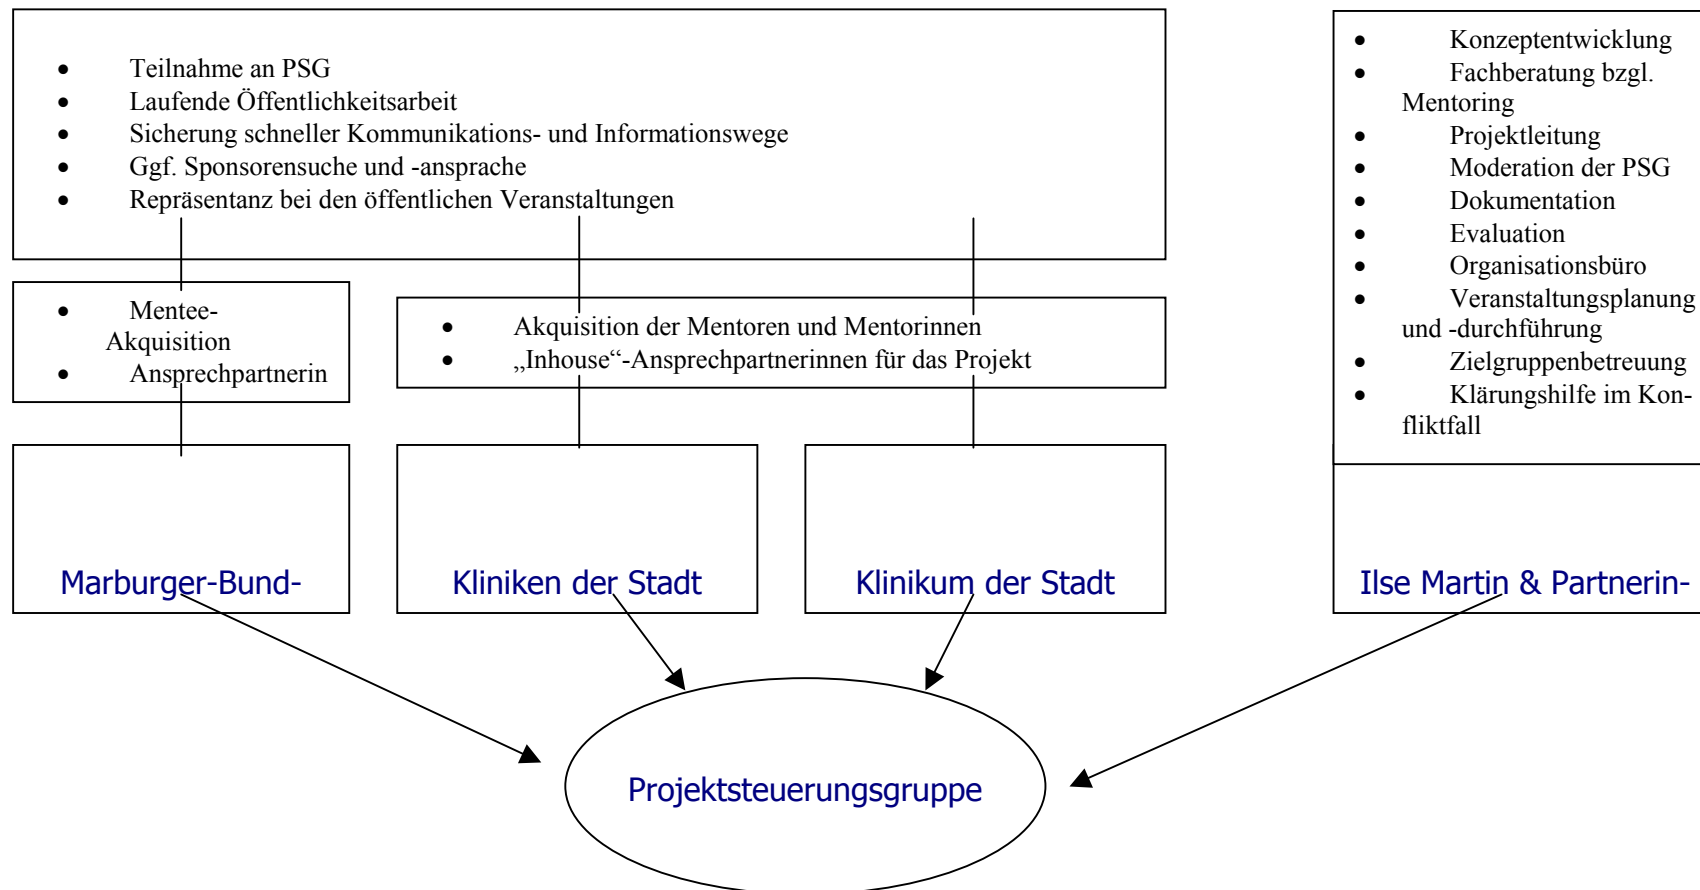 • Teilnahme an PSG
• Laufende Öffentlichkeitsarbeit
• Sicherung schneller Kommunikations- und Informationswege
• Ggf. Sponsorensuche und -ansprache
• Repräsentanz bei den öffentlichen Veranstaltungen
• Mentee-
Akquisition
• Ansprechpartnerin
• Akquisition der Mentoren und Mentorinnen
• „Inhouse“-Ansprechpartnerinnen für das Projekt
• Konzeptentwicklung
• Fachberatung bzgl.
Mentoring
• Projektleitung
• Moderation der PSG
• Dokumentation
• Evaluation
• Organisationsbüro
• Veranstaltungsplanung
und -durchführung
• Zielgruppenbetreuung
• Klärungshilfe im Kon-
fliktfall
Marburger-Bund-
Kliniken der Stadt
Klinikum der Stadt
Ilse Martin & Partnerin-
Projektsteuerungsgruppe